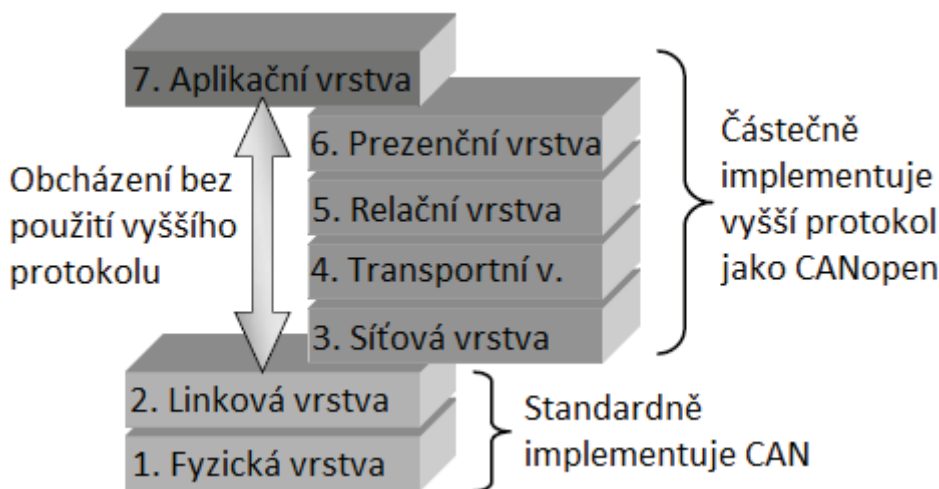 7. Aplikační vrstva
6. Prezenční vrstva
5. Relační vrstva
4. Transportní v.
3. Síťová vrstva
2. Linková vrstva
1. Fyzická vrstva
Obcházení bez
použití vyššího
protokolu
Částečně
implementuje
vyšší protokol
jako CANopen
Standardně
implementuje CAN